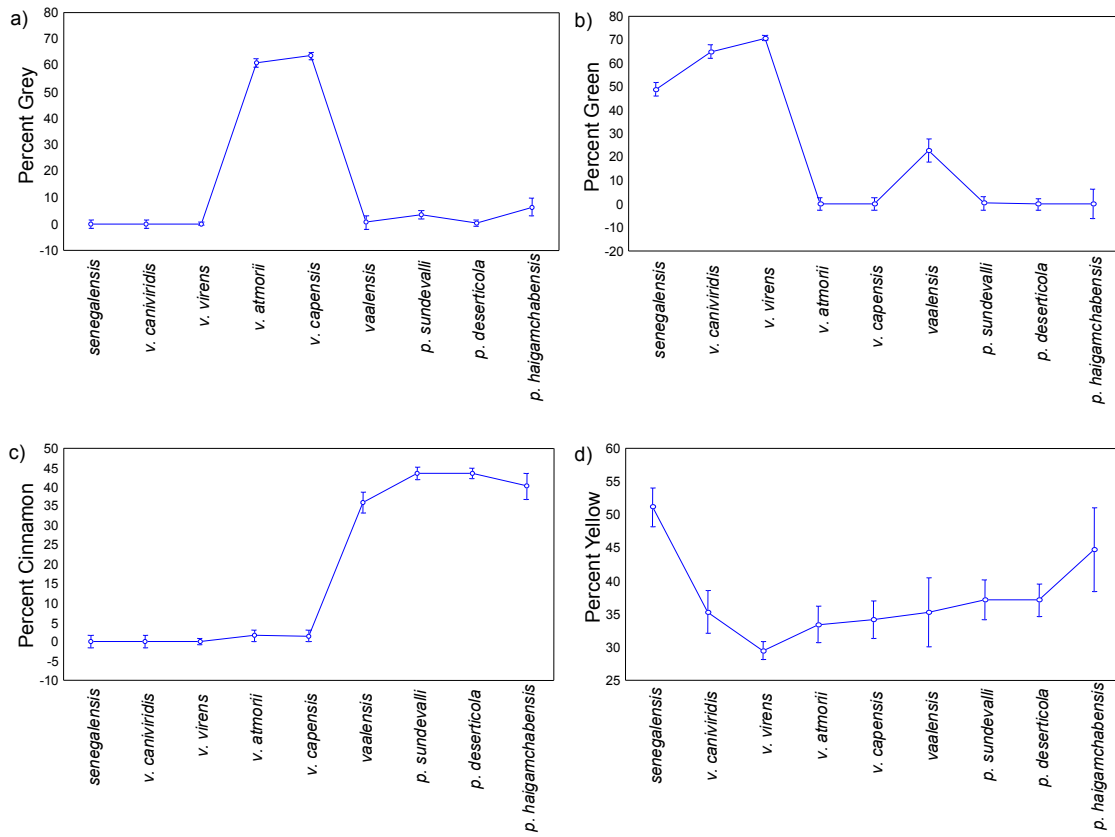 a)
Percent Grey
80
70
60
50
40
30
20
10
0
-10
senegalensis
v. caniviridis
v. virens
v. atmorii
v. capensis
vaalensis
p. sundevalli
p. deserticola
p. haigamchabensis
b)
Percent Green
80
70
60
50
40
30
20
10
0
-10
-20
senegalensis
v. caniviridis
v. virens
v. atmorii
v. capensis
vaalensis
p. sundevalli
p. deserticola
p. haigamchabensis
c)
Percent Cinnamon
50
45
40
35
30
25
20
15
10
5
0
-5
-10
senegalensis
v. caniviridis
v. virens
v. atmorii
v. capensis
vaalensis
p. sundevalli
p. deserticola
p. haigamchabensis
d)
Percent Yellow
60
55
50
45
40
35
30
25
senegalensis
v. caniviridis
v. virens
v. atmorii
v. capensis
vaalensis
p. sundevalli
p. deserticola
p. haigamchabensis